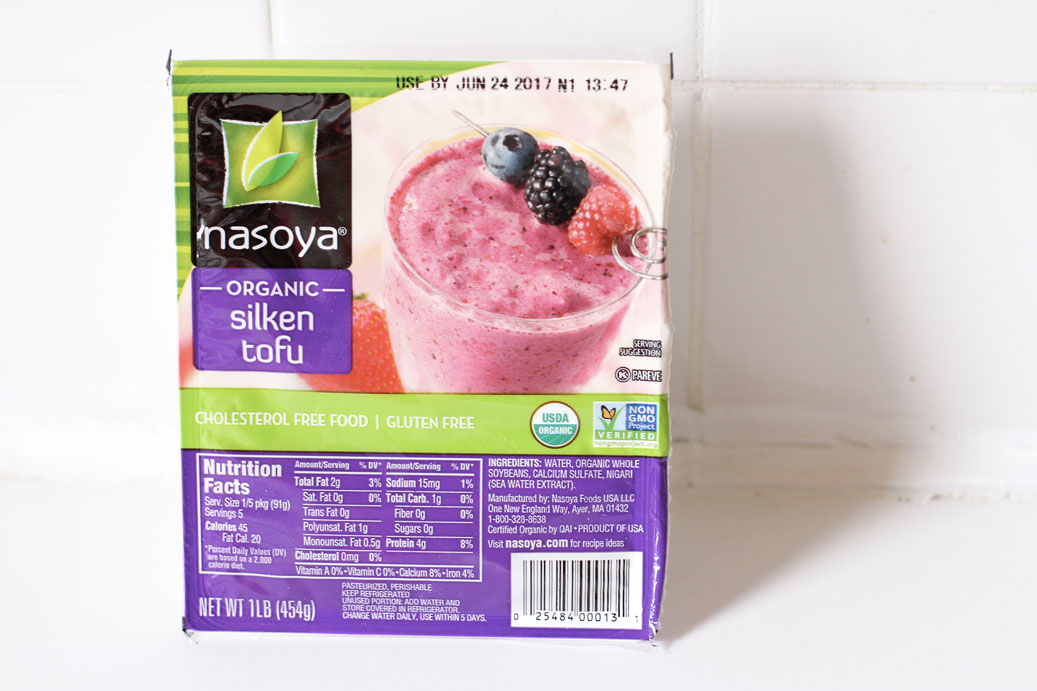 USE BY JUN 24 2017 N1 13:47
nasoya®
ORGANIC
silken
tofu
SERVING
SUGGESTION
K PAREVE
CHOLESTEROL FREE FOOD | GLUTEN FREE
USDA
ORGANIC
NON
GMO
Project
VERIFIED
nongmoproject.org
Nutrition
Facts
Serv. Size 1/5 pkg (91g)
Servings 5
Calories 45
Fat Cal. 20
*Percent Daily Values (DV)
are based on a 2,000
calorie diet.
Amount/Serving % DV*
Total Fat 2g 3%
Sat. Fat 0g 0%
Trans Fat 0g
Polyunsat. Fat 1g
Monounsat. Fat 0.5g
Cholesterol 0mg 0%
Amount/Serving % DV*
Sodium 15mg 1%
Total Carb. 1g 0%
Fiber 0g 0%
Sugars 0g
Protein 4g 8%
Vitamin A 0% • Vitamin C 0% • Calcium 8% • Iron 4%
INGREDIENTS: WATER, ORGANIC WHOLE
SOYBEANS, CALCIUM SULFATE, NIGARI
(SEA WATER EXTRACT).
Manufactured by: Nasoya Foods USA LLC
One New England Way, Ayer, MA 01432
1-800-328-8638
Certified Organic by QAI • PRODUCT OF USA
Visit nasoya.com for recipe ideas
NET WT 1LB (454g)
PASTEURIZED, PERISHABLE
KEEP REFRIGERATED
UNUSED PORTION: ADD WATER AND
STORE COVERED IN REFRIGERATOR.
CHANGE WATER DAILY, USE WITHIN 5 DAYS.
0 25484 00013 1